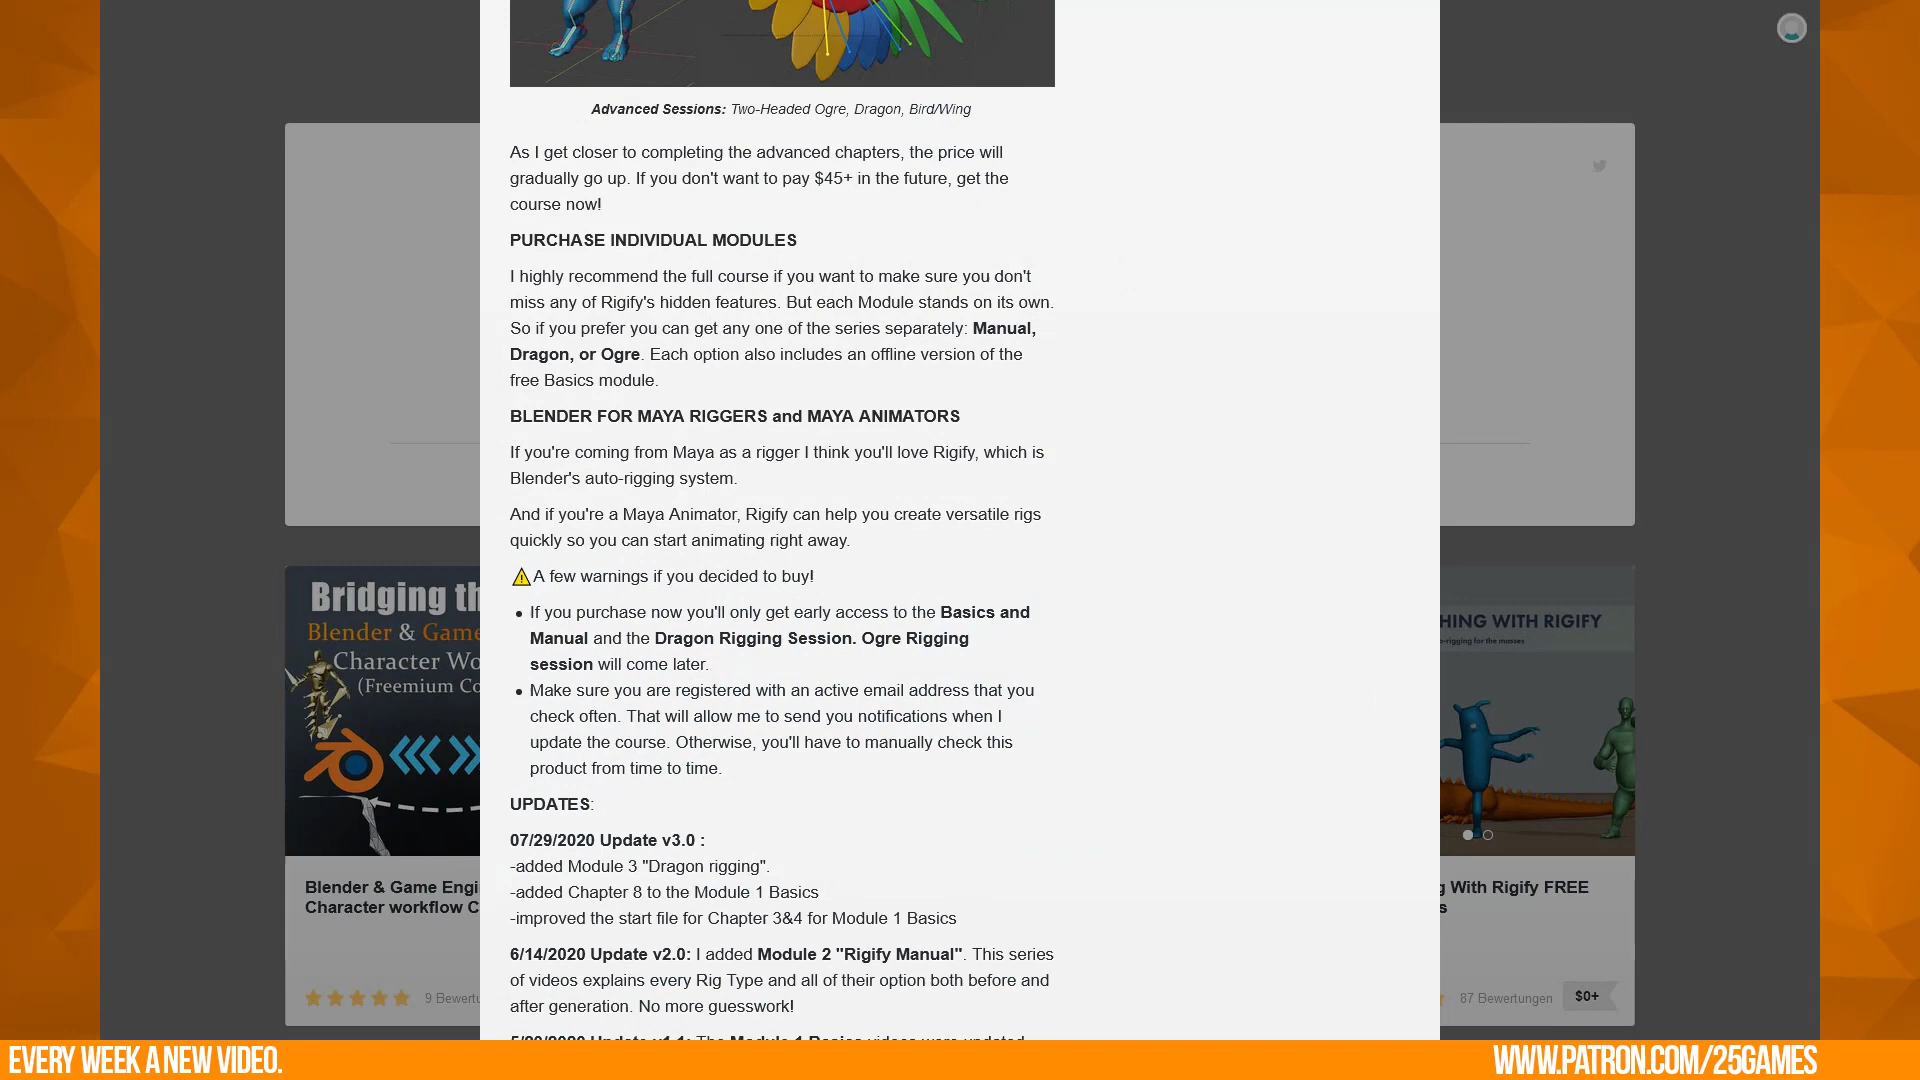 Advanced Sessions: Two-Headed Ogre, Dragon, Bird/Wing
As I get closer to completing the advanced chapters, the price will
gradually go up. If you don't want to pay $45+ in the future, get the
course now!
PURCHASE INDIVIDUAL MODULES
I highly recommend the full course if you want to make sure you don't
miss any of Rigify's hidden features. But each Module stands on its own.
So if you prefer you can get any one of the series separately: Manual,
Dragon, or Ogre. Each option also includes an offline version of the
free Basics module.
BLENDER FOR MAYA RIGGERS and MAYA ANIMATORS
If you're coming from Maya as a rigger I think you'll love Rigify, which is
Blender's auto-rigging system.
And if you're a Maya Animator, Rigify can help you create versatile rigs
quickly so you can start animating right away.
A few warnings if you decided to buy!
If you purchase now you'll only get early access to the Basics and
Manual and the Dragon Rigging Session. Ogre Rigging
session will come later.
Make sure you are registered with an active email address that you
check often. That will allow me to send you notifications when I
update the course. Otherwise, you'll have to manually check this
product from time to time.
UPDATES:
07/29/2020 Update v3.0 :
-added Module 3 "Dragon rigging".
-added Chapter 8 to the Module 1 Basics
-improved the start file for Chapter 3&4 for Module 1 Basics
6/14/2020 Update v2.0: I added Module 2 "Rigify Manual". This series
of videos explains every Rig Type and all of their option both before and
after generation. No more guesswork!
Update v1.1: The Module 1 Basics videos were updated
Bridging th
Blender & Game
Character Wo
(Freemium Co
Blender & Game Engi
Character workflow C
9 Bewertu
HING WITH RIGIFY
o-rigging for the masses
g With Rigify FREE
s
87 Bewertungen
$0+
EVERY WEEK A NEW VIDEO.
WWW.PATRON.COM/25GAMES